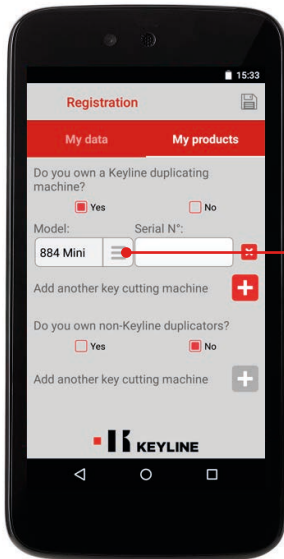 15:33
Registration
My data My products
Do you own a Keyline duplicating
machine?
Yes No
Model: Serial N°:
884 Mini
Add another key cutting machine
Do you own non-Keyline duplicators?
Yes No
Add another key cutting machine
KEYLINE